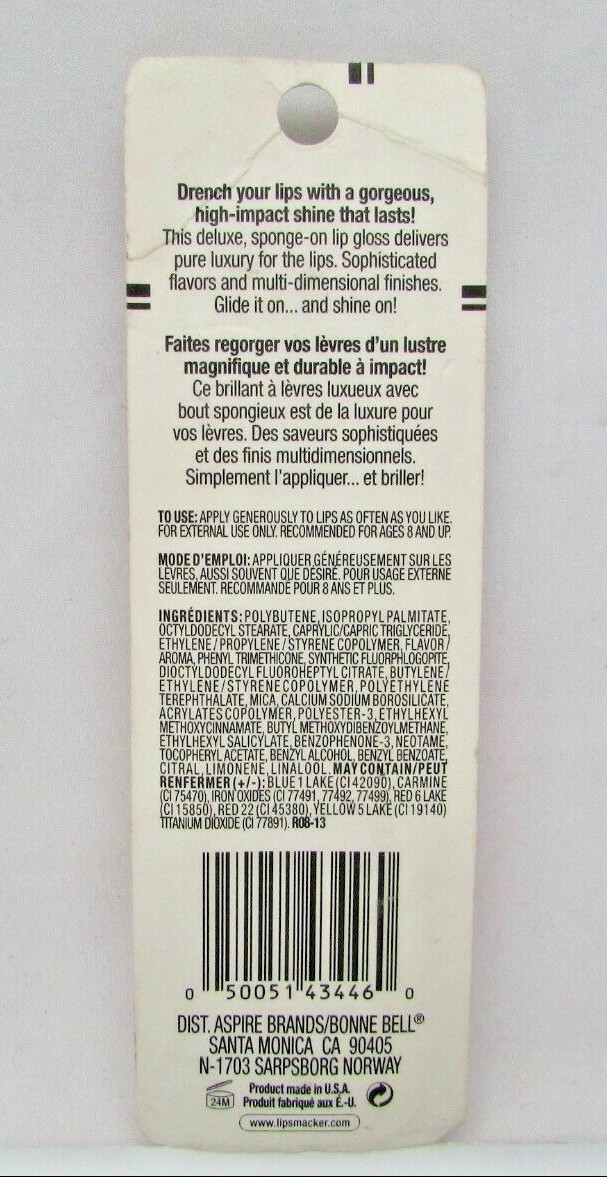 Drench your lips with a gorgeous,
high-impact shine that lasts!
This deluxe, sponge-on lip gloss delivers
pure luxury for the lips. Sophisticated
flavors and multi-dimensional finishes.
Glide it on... and shine on!
Faites regorger vos lèvres d'un lustre
magnifique et durable à impact!
Ce brillant à lèvres luxueux avec
bout spongieux est de la luxure pour
vos lèvres. Des saveurs sophistiquées
et des finis multidimensionnels.
Simplement l'appliquer... et briller!
TO USE: APPLY GENEROUSLY TO LIPS AS OFTEN AS YOU LIKE.
FOR EXTERNAL USE ONLY. RECOMMENDED FOR AGES 8 AND UP.
MODE D'EMPLOI: APPLIQUER GÉNÉREUSEMENT SUR LES
LÈVRES, AUSSI SOUVENT QUE DÉSIRÉ. POUR USAGE EXTERNE
SEULEMENT. RECOMMANDÉ POUR 8 ANS ET PLUS.
INGRÉDIENTS: POLYBUTENE, ISOPROPYL PALMITATE,
OCTYLDODECYL STEARATE, CAPRYLIC/CAPRIC TRIGLYCERIDE,
ETHYLENE/PROPYLENE/STYRENE COPOLYMER, FLAVOR/
AROMA, PHENYL TRIMETHICONE, SYNTHETIC FLUORPHLOGOPITE,
DIOCTYLDODECYL FLUOROHEPTYL CITRATE, BUTYLENE/
ETHYLENE/STYRENE COPOLYMER, POLYETHYLENE
TEREPHTHALATE, MICA, CALCIUM SODIUM BOROSILICATE,
ACRYLATES COPOLYMER, POLYESTER-3, ETHYLHEXYL
METHOXYCINNAMATE, BUTYL METHOXYDIBENZOYLMETHANE,
ETHYLHEXYL SALICYLATE, BENZOPHENONE-3, NEOTAME,
TOCOPHERYL ACETATE, BENZYL ALCOHOL, BENZYL BENZOATE,
CITRAL, LIMONENE, LINALOOL. MAY CONTAIN/PEUT
RENFERMER (+/-): BLUE 1 LAKE (CI 42090), CARMINE
(CI 75470), IRON OXIDES (CI 77491, 77492, 77499), RED 6 LAKE
(CI 15850), RED 22 (CI 45380), YELLOW 5 LAKE (CI 19140)
TITANIUM DIOXIDE (CI 77891). R08-13
0 50051 43446 0
DIST. ASPIRE BRANDS/BONNE BELL®
SANTA MONICA CA 90405
N-1703 SARPSBORG NORWAY
Product made in U.S.A.
24M Produit fabriqué aux É.-U.
www.lipsmacker.com